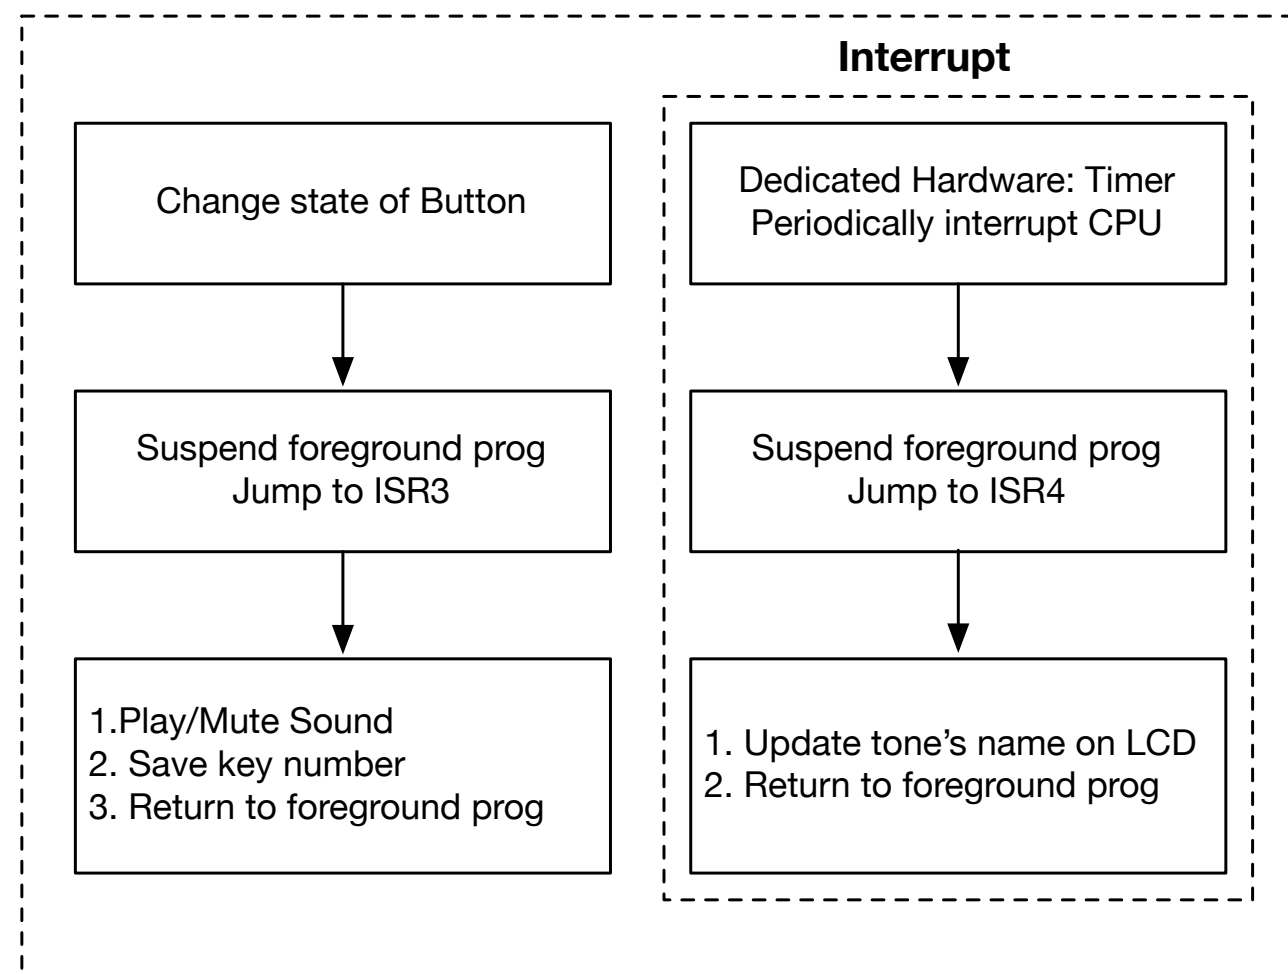 Interrupt
Change state of Button
Dedicated Hardware: Timer
Periodically interrupt CPU
Suspend foreground prog
Jump to ISR3
Suspend foreground prog
Jump to ISR4
1.Play/Mute Sound
2. Save key number
3. Return to foreground prog
1. Update tone’s name on LCD
2. Return to foreground prog